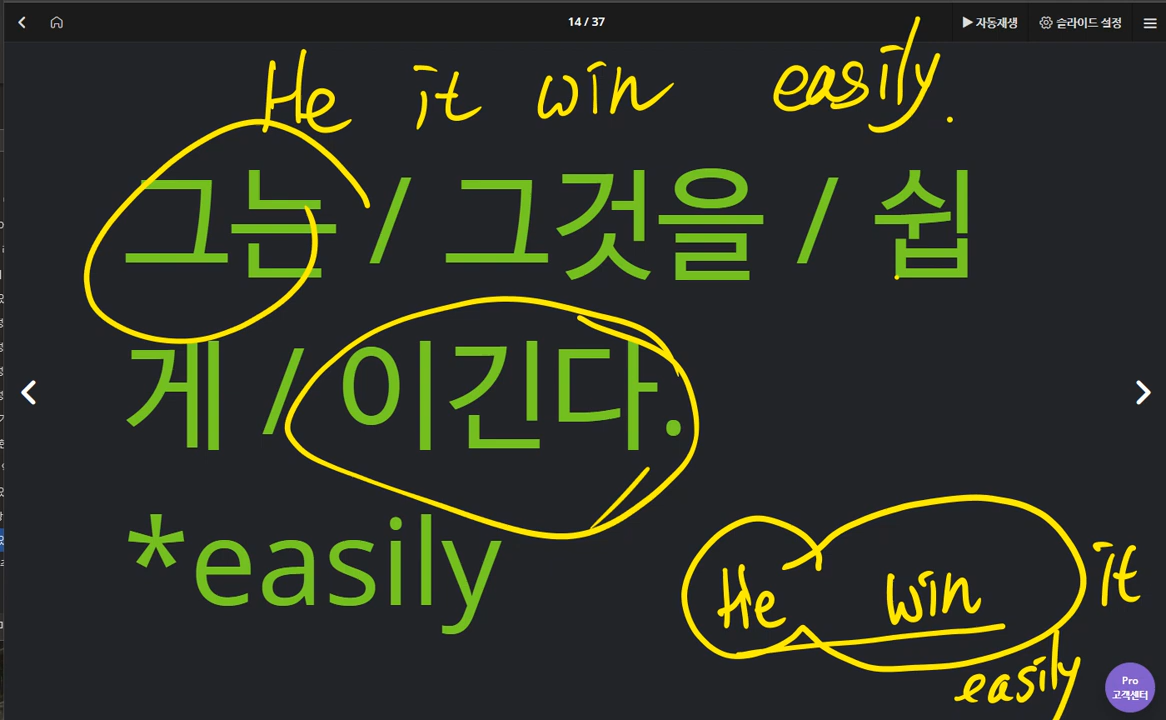 14 / 37
▶ 자동재생
슬라이드 설정
He it win easily.
그는 / 그것을 / 쉽
게 / 이긴다.
*easily
He win it
easily
Pro
고객센터